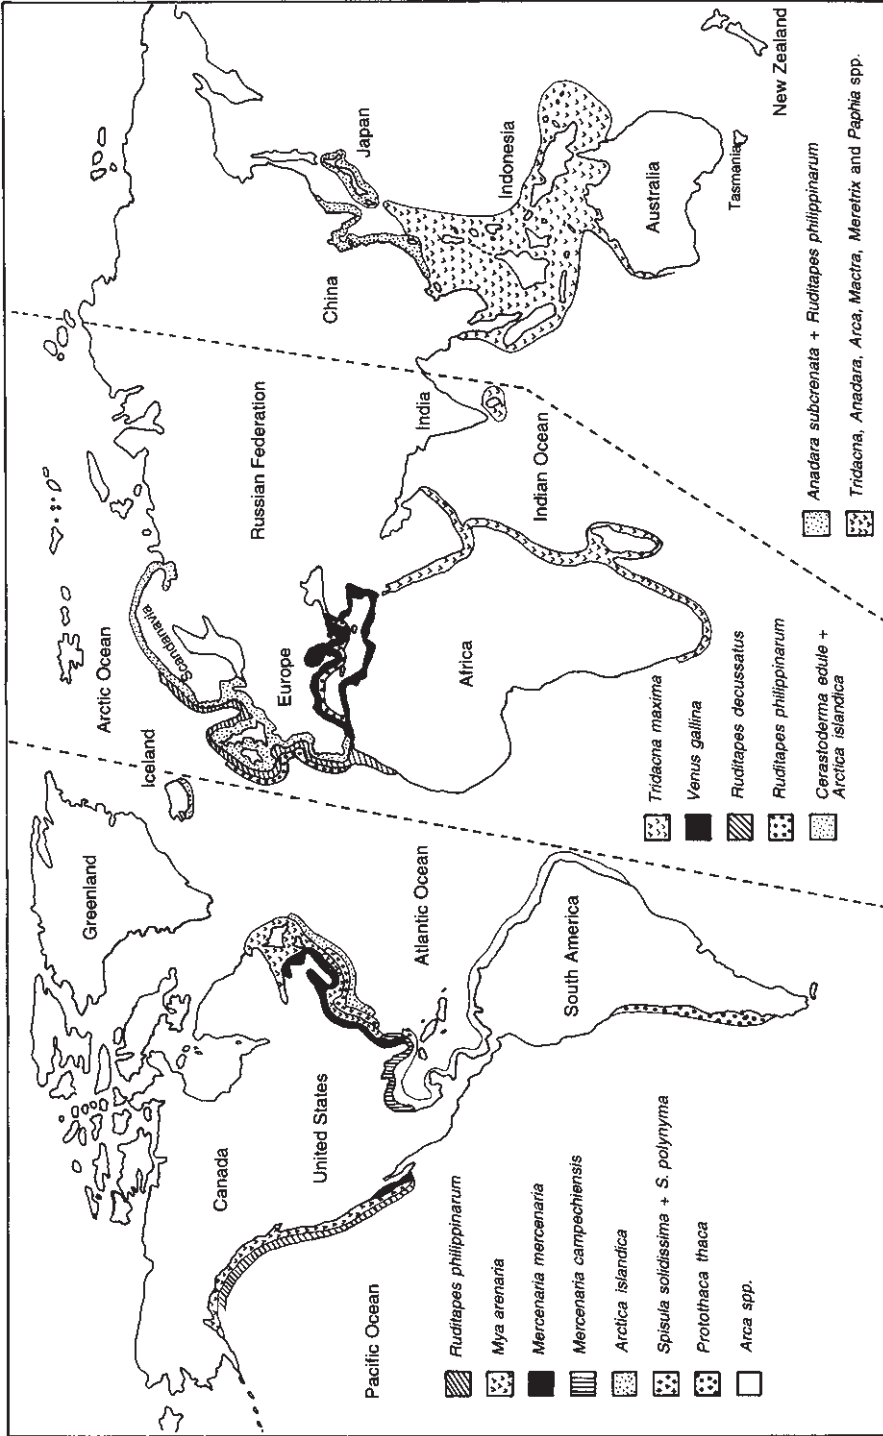 Arctic Ocean
Greenland
Iceland
Scandanavia
Russian Federation
Canada
United States
Europe
China
Japan
Pacific Ocean
Atlantic Ocean
Africa
India
Indian Ocean
Indonesia
South America
Australia
Tasmania
New Zealand
Ruditapes philippinarum
Mya arenaria
Mercenaria mercenaria
Mercenaria campechiensis
Arctica islandica
Spisula solidissima + S. polynyma
Protothaca thaca
Arca spp.
Tridacna maxima
Venus gallina
Ruditapes decussatus
Ruditapes philippinarum
Cerastoderma edule +
Arctica islandica
Anadara subcrenata + Ruditapes philippinarum
Tridacna, Anadara, Arca, Mactra, Meretrix and Paphia spp.